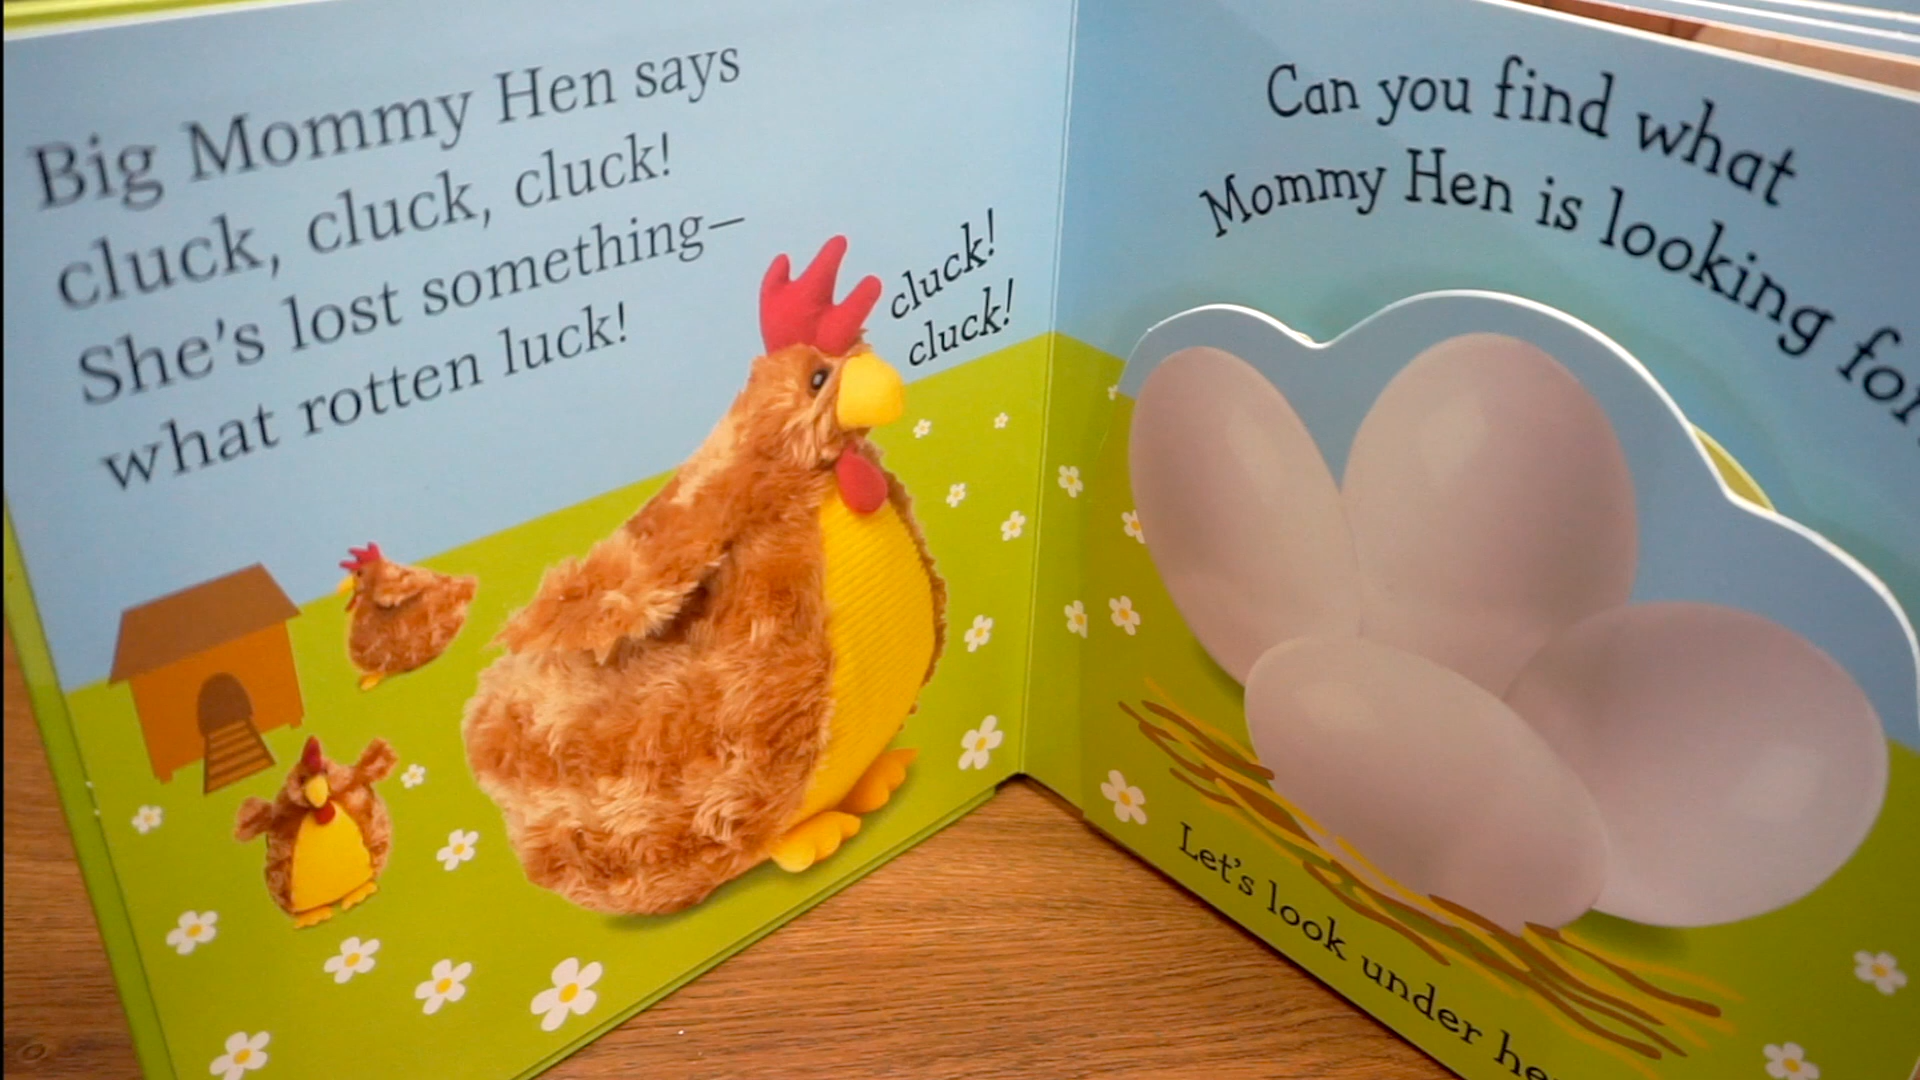 Big Mommy Hen says
cluck, cluck, cluck!
She's lost something—
what rotten luck!
cluck!
cluck!
Can you find what
Mommy Hen is looking for
Let's look under